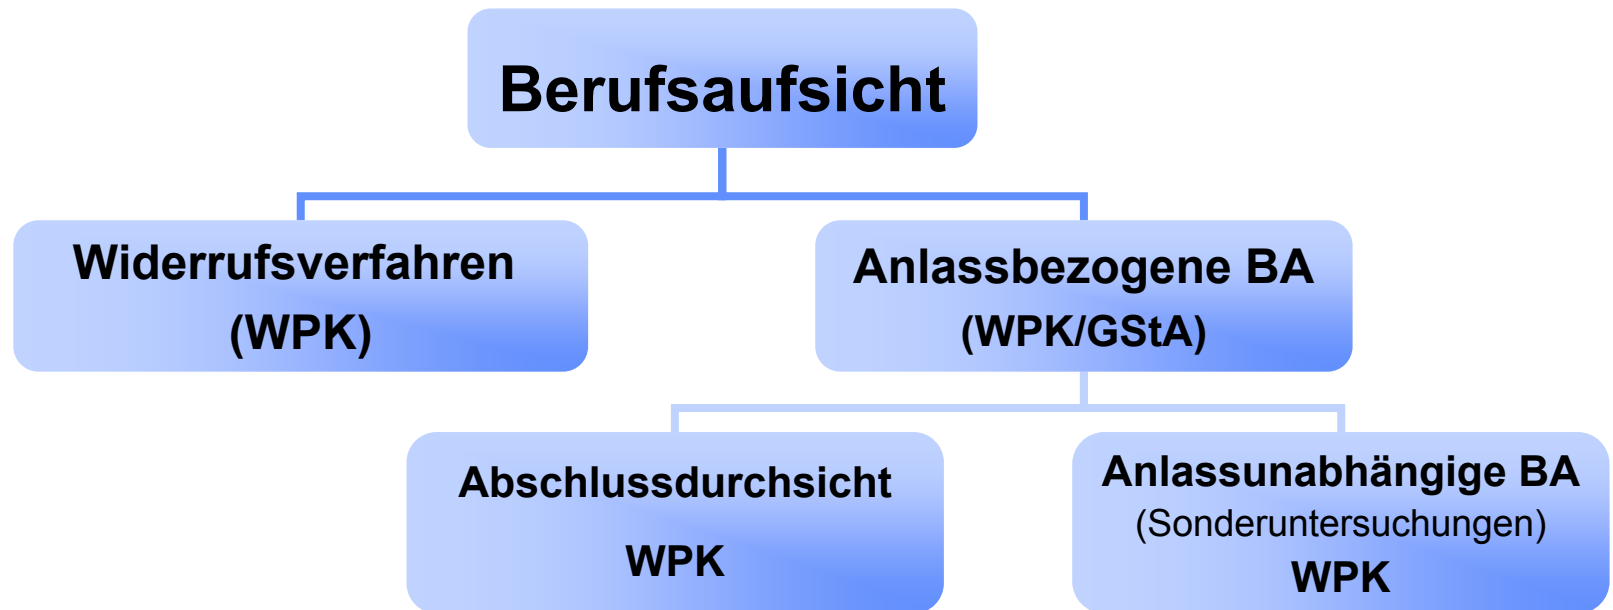 Berufsaufsicht
Widerrufsverfahren
(WPK)
Anlassbezogene BA
(WPK/GStA)
Abschlussdurchsicht
WPK
Anlassunabhängige BA
(Sonderuntersuchungen)
WPK